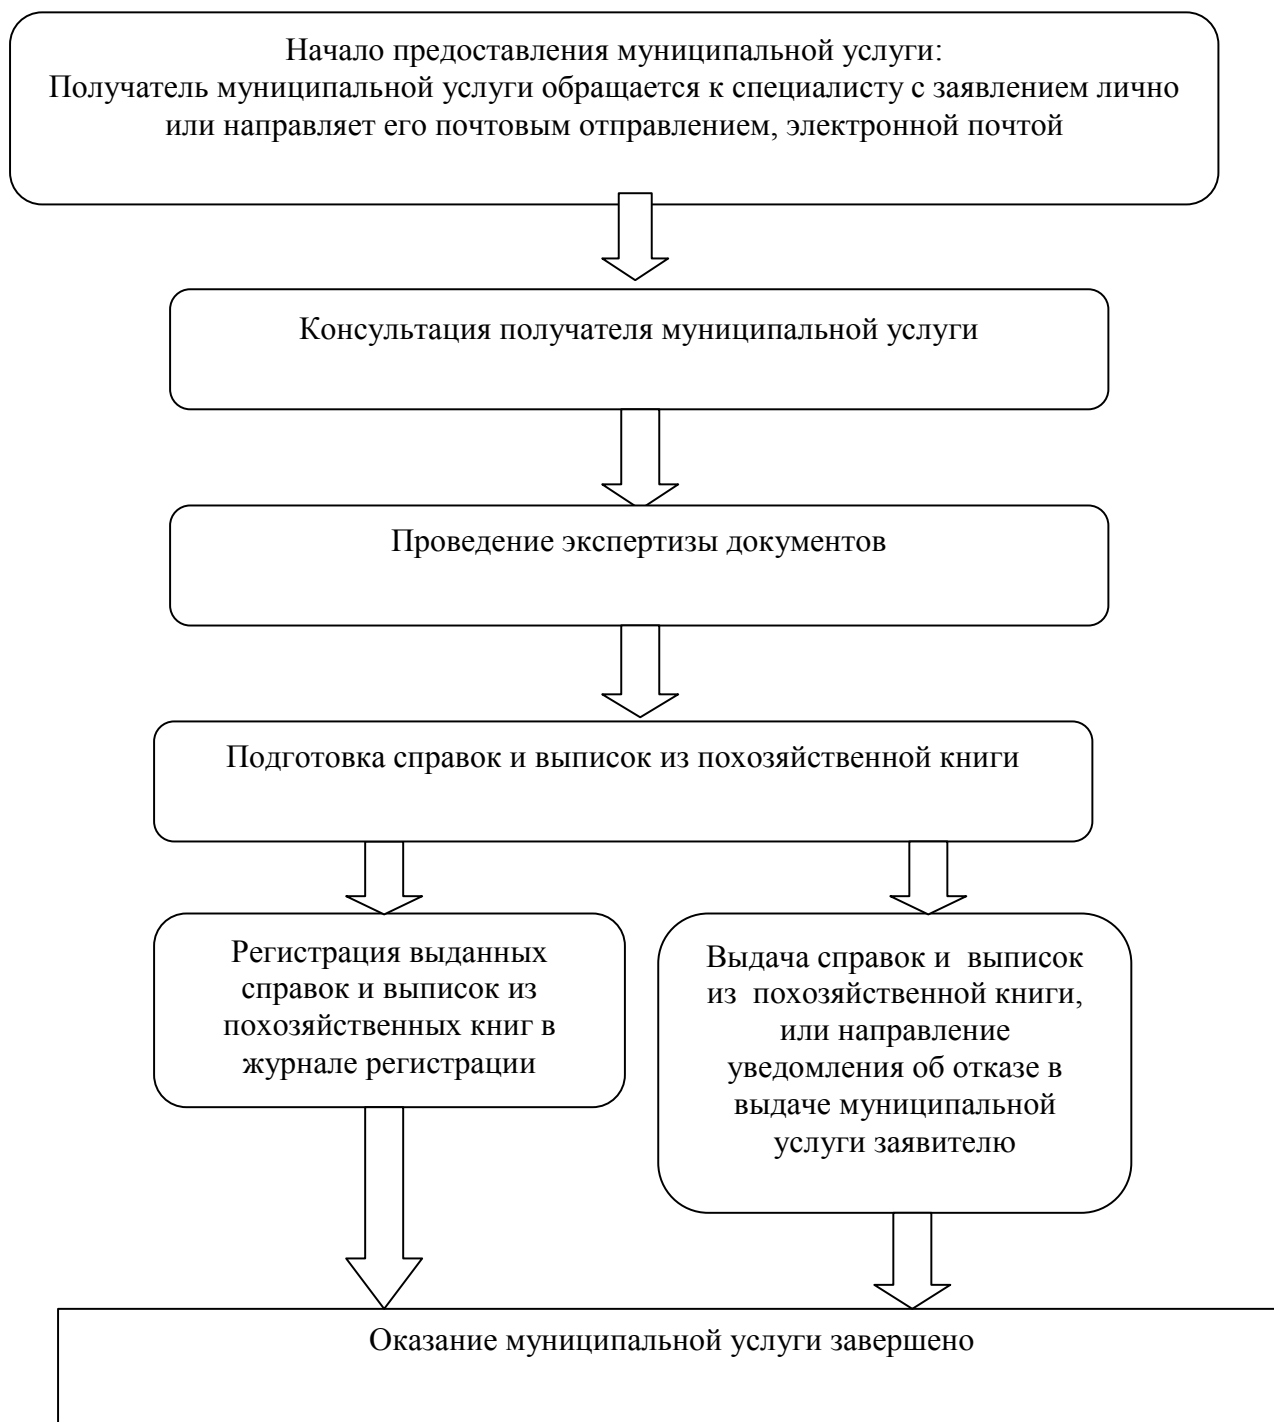 Начало предоставления муниципальной услуги:
Получатель муниципальной услуги обращается к специалисту с заявлением лично
или направляет его почтовым отправлением, электронной почтой
Консультация получателя муниципальной услуги
Проведение экспертизы документов
Подготовка справок и выписок из похозяйственной книги
Регистрация выданных
справок и выписок из
похозяйственных книг в
журнале регистрации
Выдача справок и выписок
из похозяйственной книги,
или направление
уведомления об отказе в
выдаче муниципальной
услуги заявителю
Оказание муниципальной услуги завершено